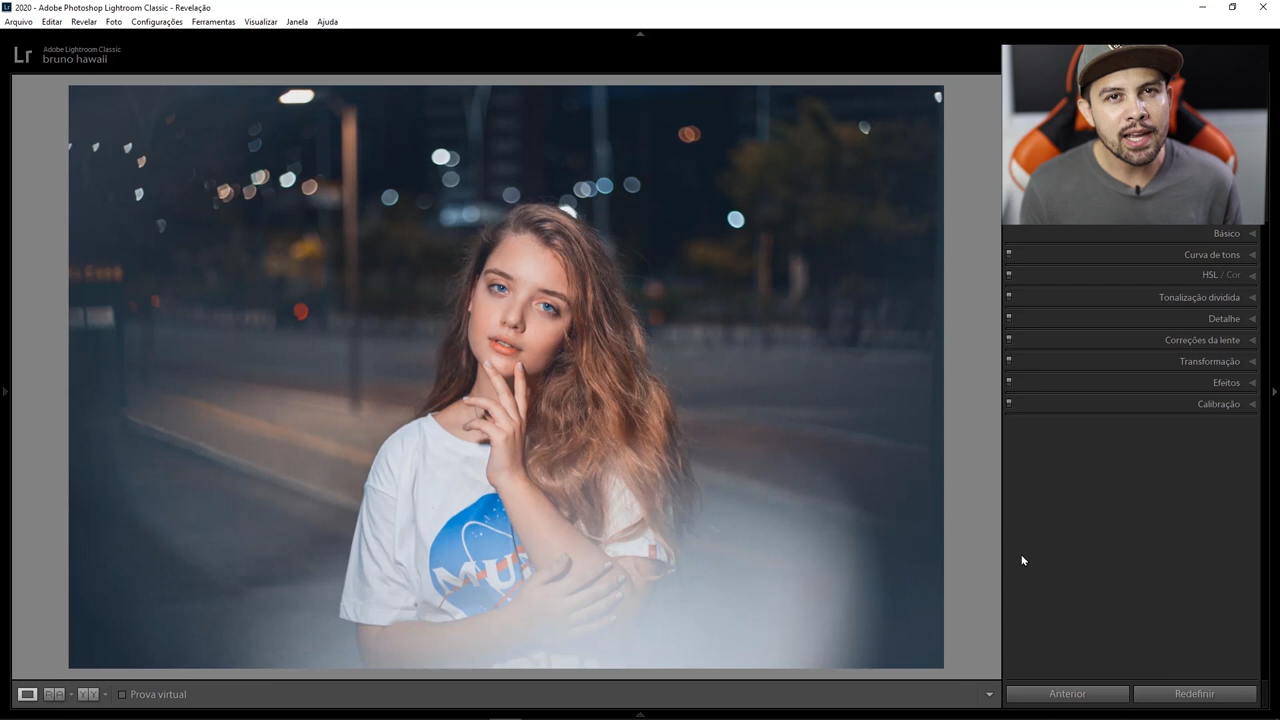 Lr 2020 - Adobe Photoshop Lightroom Classic - Revelação
Arquivo Editar Revelar Foto Configurações Ferramentas Visualizar Janela Ajuda
Lr
Adobe Lightroom Classic
bruno hawaii
Básico
Curva de tons
HSL / Cor
Tonalização dividida
Detalhe
Correções da lente
Transformação
Efeitos
Calibração
MU
Prova virtual
Anterior Redefinir